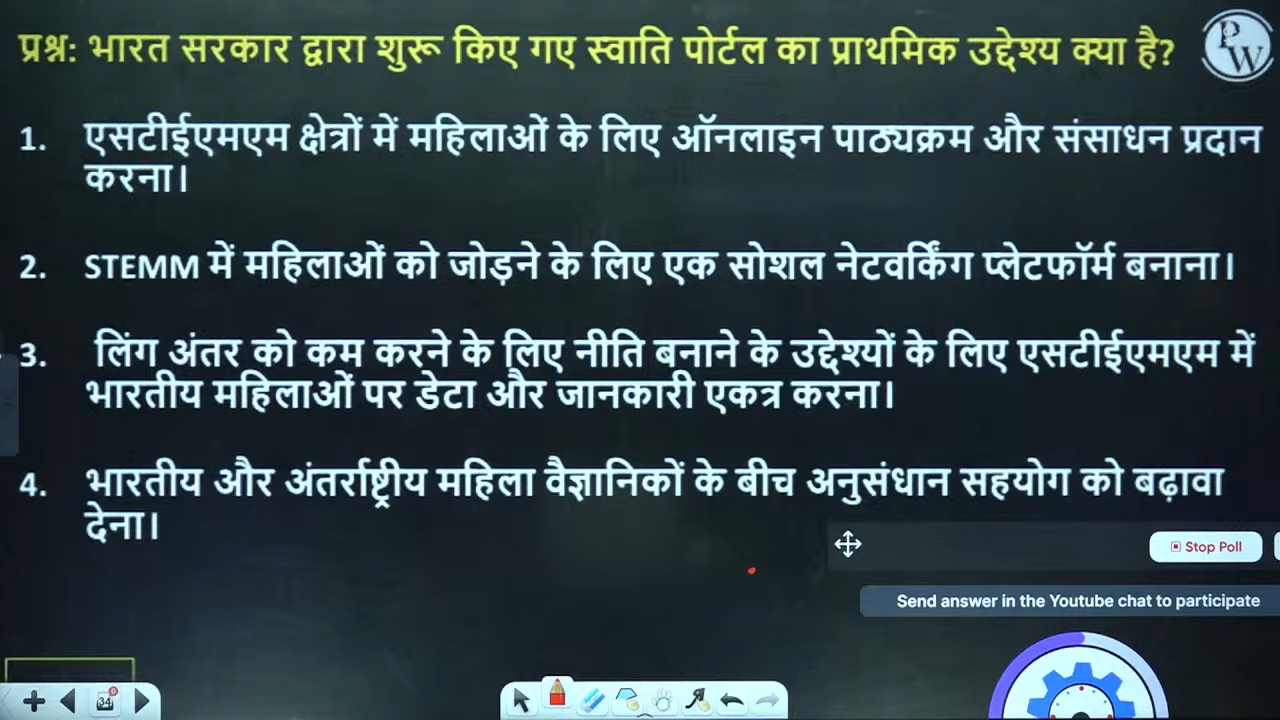 प्रश्न: भारत सरकार द्वारा शुरू किए गए स्वाति पोर्टल का प्राथमिक उद्देश्य क्या है?
PW
1. एसटीईएमएम क्षेत्रों में महिलाओं के लिए ऑनलाइन पाठ्यक्रम और संसाधन प्रदान
करना।
2. STEMM में महिलाओं को जोड़ने के लिए एक सोशल नेटवर्किंग प्लेटफॉर्म बनाना।
3. लिंग अंतर को कम करने के लिए नीति बनाने के उद्देश्यों के लिए एसटीईएमएम में
भारतीय महिलाओं पर डेटा और जानकारी एकत्र करना।
4. भारतीय और अंतर्राष्ट्रीय महिला वैज्ञानिकों के बीच अनुसंधान सहयोग को बढ़ावा
देना।
Stop Poll
Send answer in the Youtube chat to participate
34